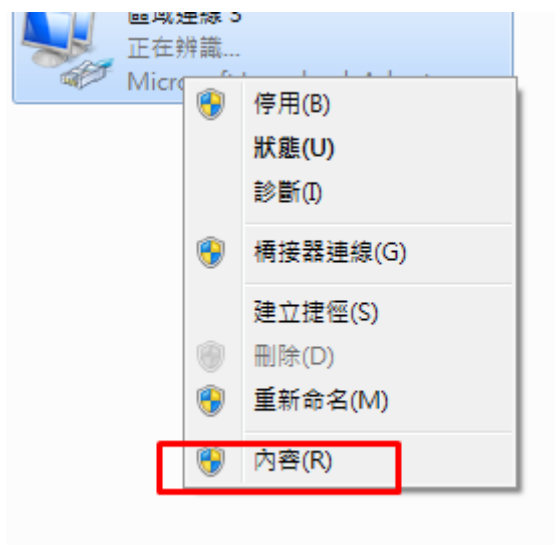 區域連線 3
正在辨識...
Micr
停用(B)
狀態(U)
診斷(I)
橋接器連線(G)
建立捷徑(S)
刪除(D)
重新命名(M)
內容(R)